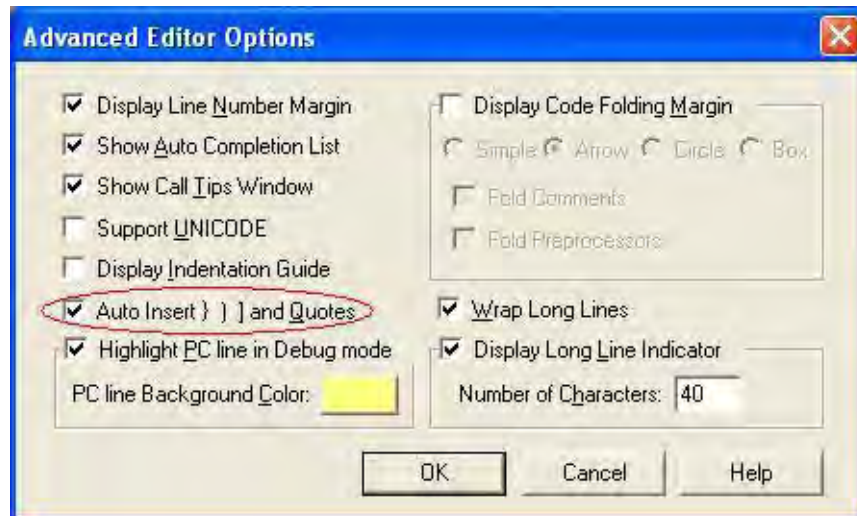 Advanced Editor Options
Display Line Number Margin
Show Auto Completion List
Show Call Tips Window
Support UNICODE
Display Indentation Guide
Auto Insert } ) ] and Quotes
Highlight PC line in Debug mode
PC line Background Color:
Display Code Folding Margin
Simple Arrow Circle Box
Fold Comments
Fold Preprocessors
Wrap Long Lines
Display Long Line Indicator
Number of Characters: 40
OK Cancel Help